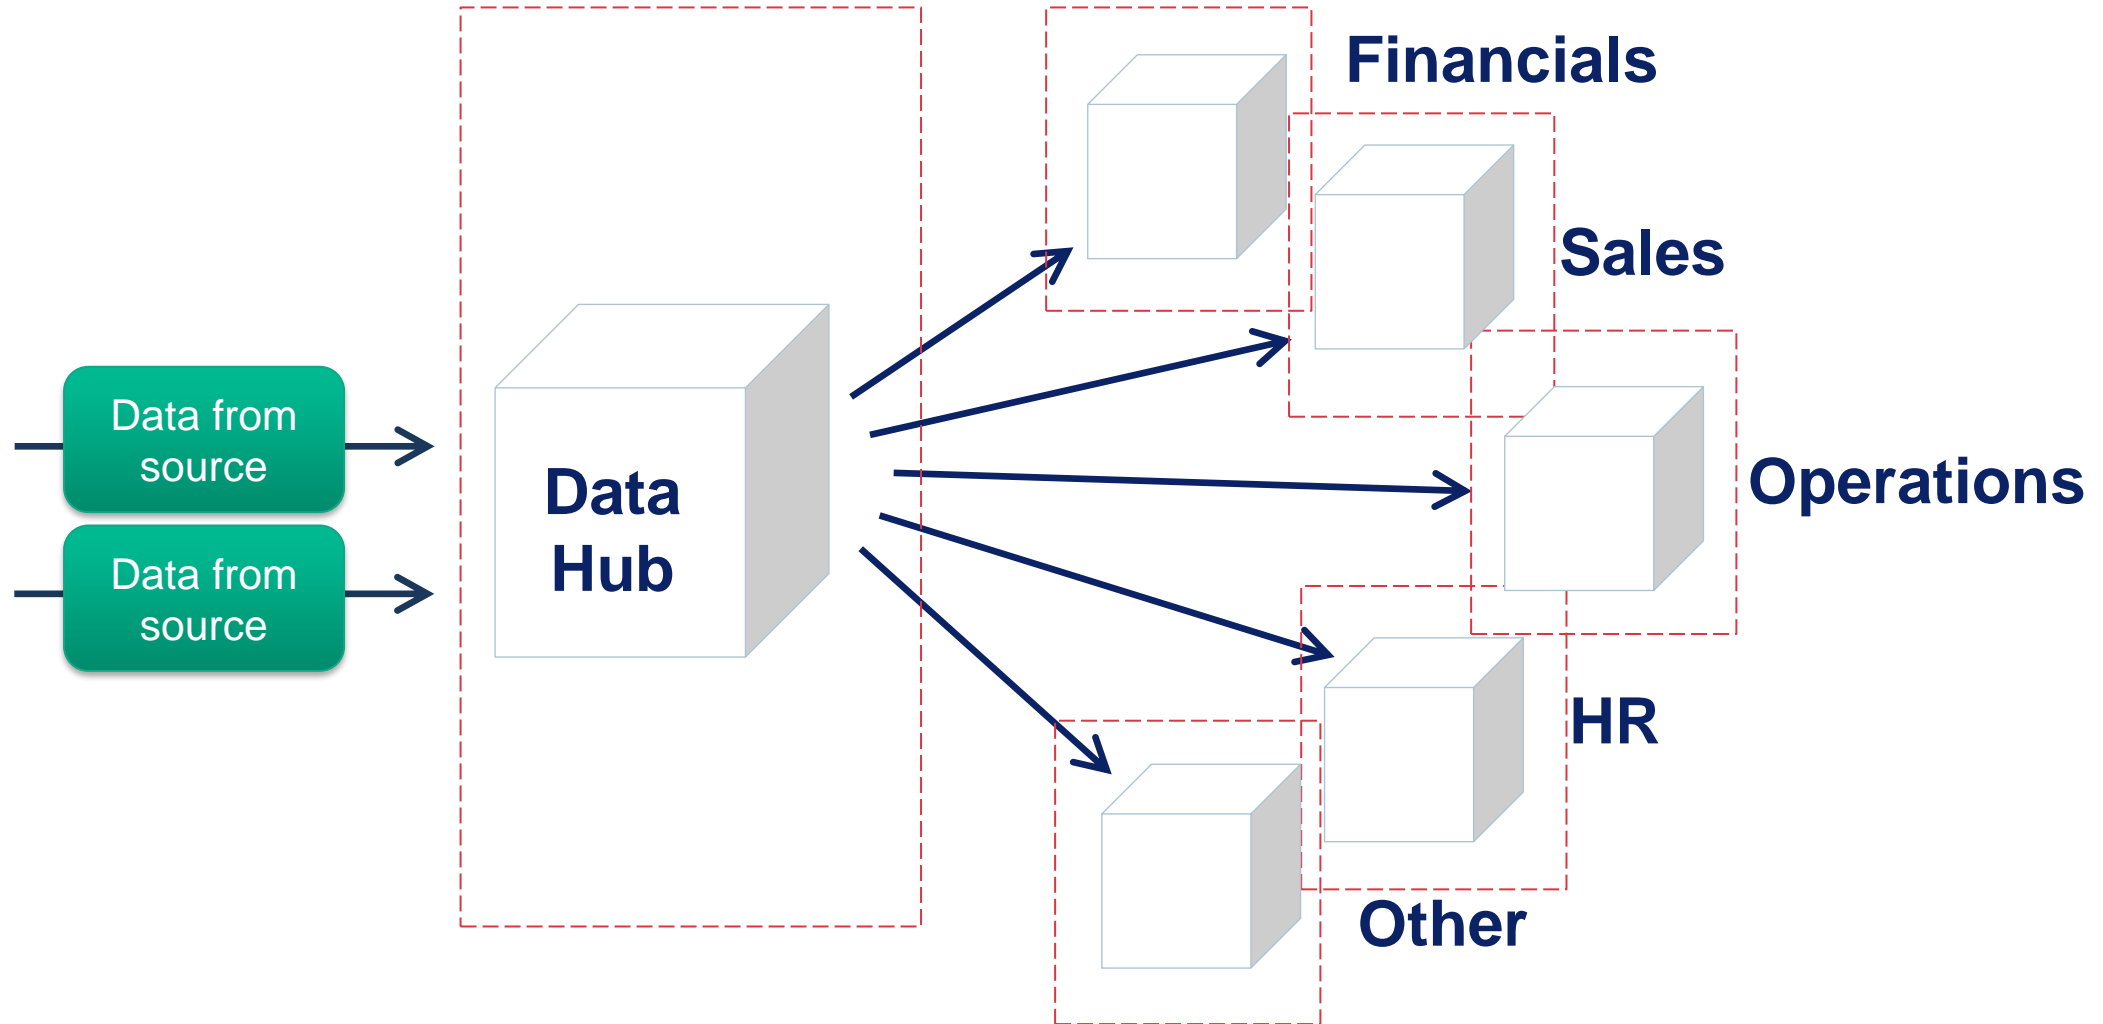 Data from
source
Data from
source
Data
Hub
Financials
Sales
Operations
HR
Other